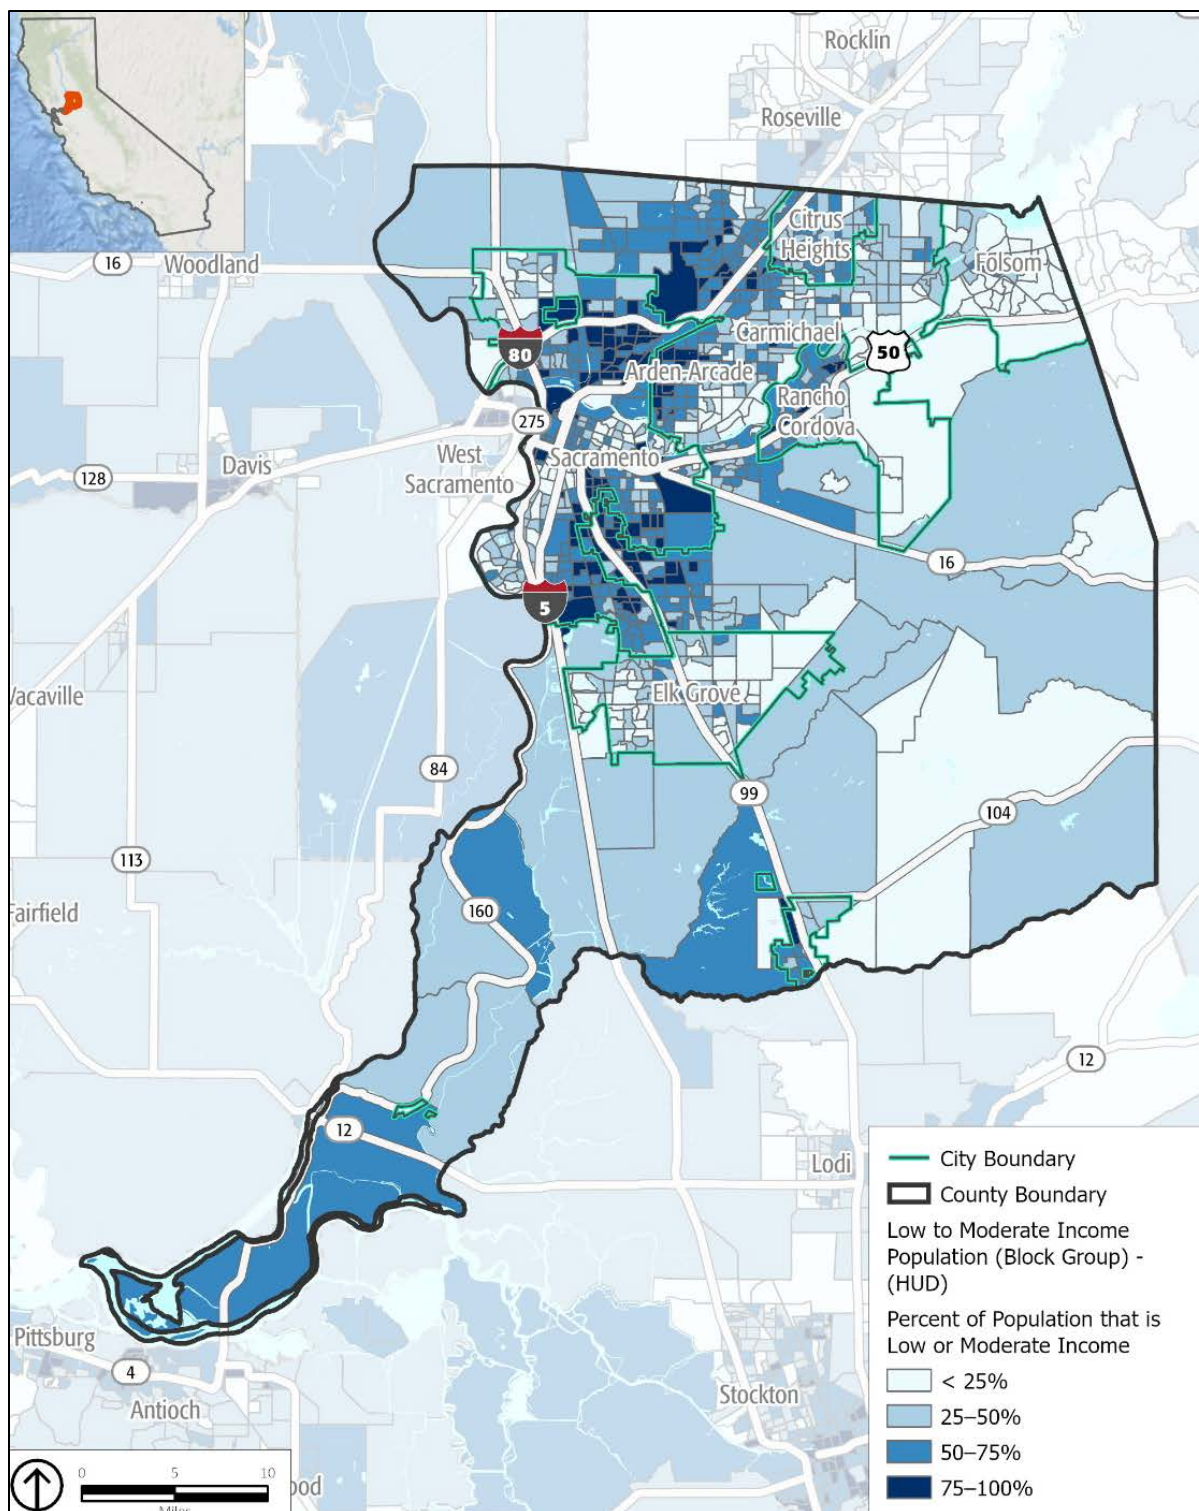 Rocklin
Roseville
Citrus
Heights
Folsom
16
Woodland
80
Carmichael
50
Arden-Arcade
Rancho
Cordova
275
West
Sacramento
Sacramento
128
Davis
16
5
Vacaville
Elk Grove
84
99
104
113
160
Fairfield
12
12
Lodi
Pittsburg
4
Antioch
Stockton
City Boundary
County Boundary
Low to Moderate Income
Population (Block Group) -
(HUD)
Percent of Population that is
Low or Moderate Income
< 25%
25–50%
50–75%
75–100%
0 5 10
Miles